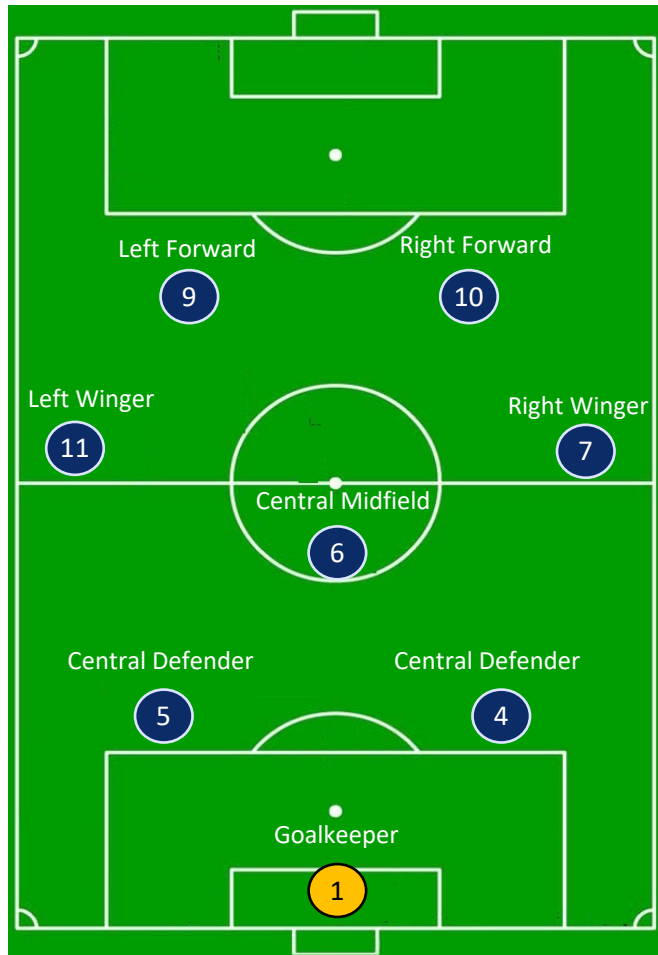 Left Forward
Right Forward
9
10
Left Winger
Right Winger
11
7
Central Midfield
6
Central Defender
Central Defender
5
4
Goalkeeper
1